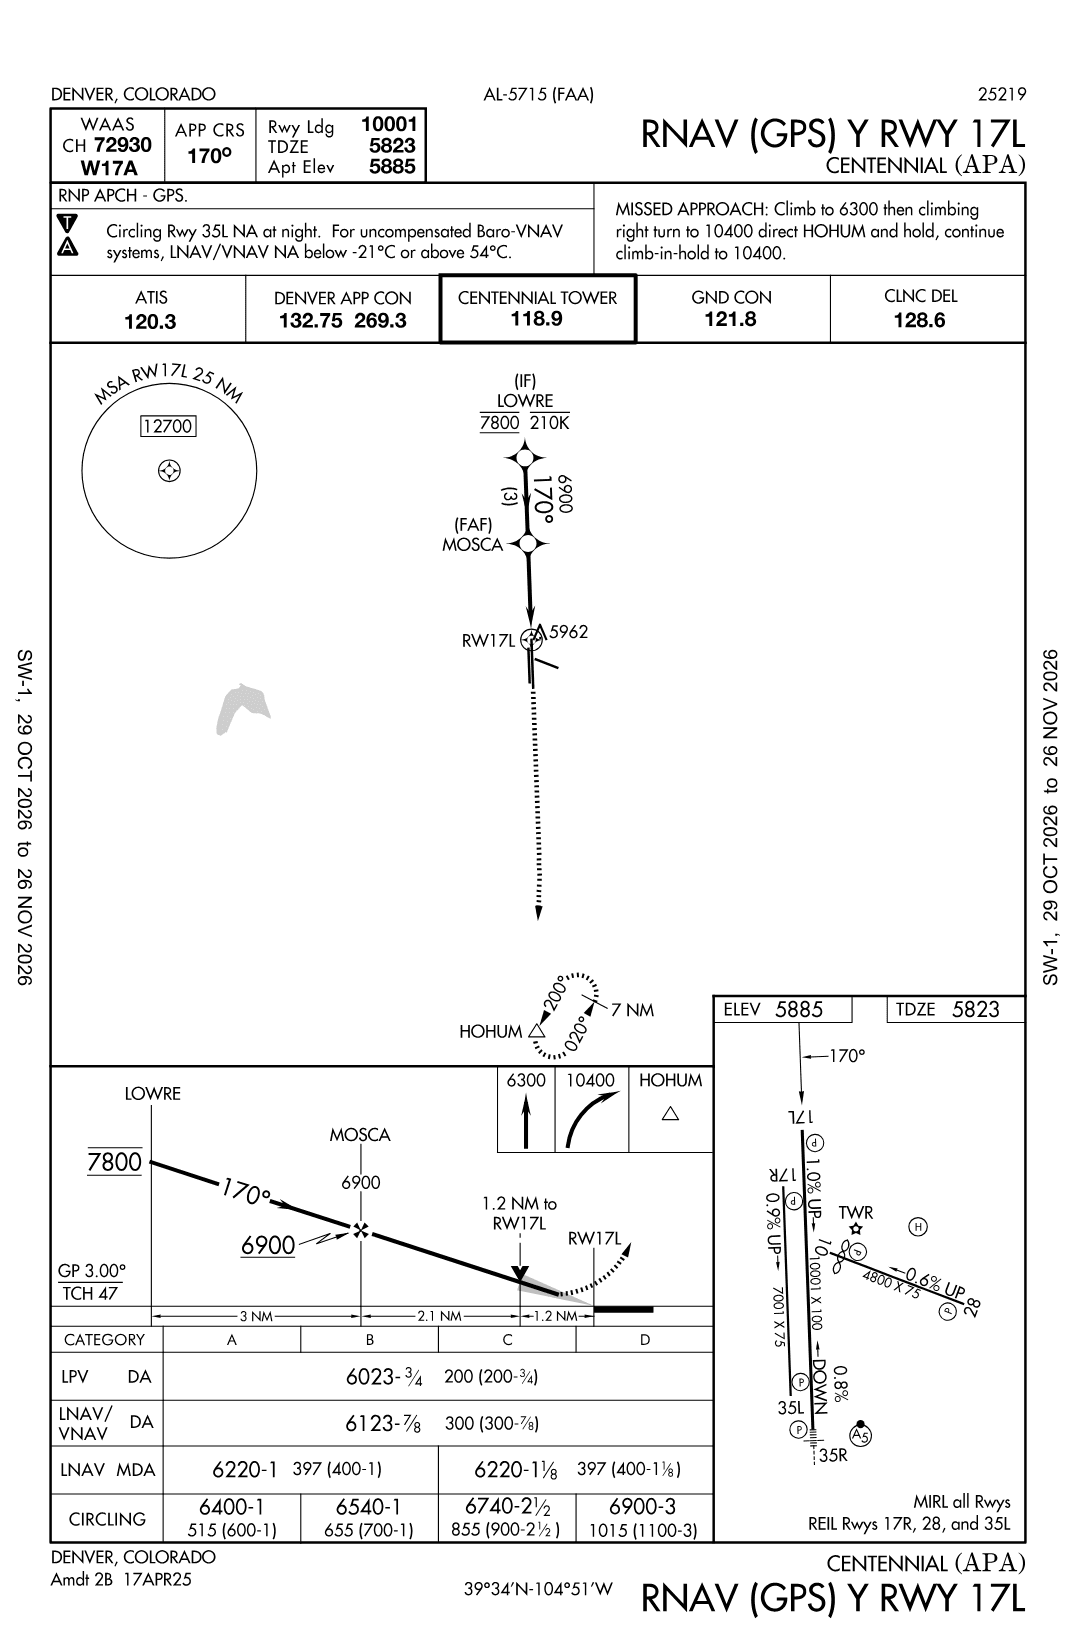 DENVER, COLORADO
AL-5715 (FAA)
25219
WAAS
CH 72930
W17A
APP CRS
170°
Rwy Ldg 10001
TDZE 5823
Apt Elev 5885
RNAV (GPS) Y RWY 17L
CENTENNIAL (APA)
RNP APCH - GPS.
T
A
Circling Rwy 35L NA at night. For uncompensated Baro-VNAV
systems, LNAV/VNAV NA below -21°C or above 54°C.
MISSED APPROACH: Climb to 6300 then climbing
right turn to 10400 direct HOHUM and hold, continue
climb-in-hold to 10400.
ATIS
120.3
DENVER APP CON
132.75 269.3
CENTENNIAL TOWER
118.9
GND CON
121.8
CLNC DEL
128.6
MSA RW17L 25 NM
12700
(IF)
LOWRE
7800 210K
6900
170°
(3)
(FAF)
MOSCA
RW17L
5962
200°
020°
7 NM
HOHUM
SW-1, 29 OCT 2026 to 26 NOV 2026
SW-1, 29 OCT 2026 to 26 NOV 2026
ELEV 5885
TDZE 5823
170°
17L
P
1.0% UP
17R
P
0.9% UP
TWR
H
10
P
0.6% UP
4800 X 75
P
28
10001 X 100
7001 X 75
0.8%
DOWN
P
35L
P
A5
35R
MIRL all Rwys
REIL Rwys 17R, 28, and 35L
6300
10400
HOHUM
LOWRE
7800
170°
MOSCA
6900
6900
1.2 NM to
RW17L
RW17L
GP 3.00°
TCH 47
3 NM
2.1 NM
1.2 NM
CATEGORY A B C D
LPV DA 6023-¾ 200 (200-¾)
LNAV/
VNAV DA 6123-⅞ 300 (300-⅞)
LNAV MDA 6220-1 397 (400-1) 6220-1⅛ 397 (400-1⅛)
CIRCLING
6400-1
515 (600-1)
6540-1
655 (700-1)
6740-2½
855 (900-2½)
6900-3
1015 (1100-3)
DENVER, COLORADO
Amdt 2B 17APR25
39°34'N-104°51'W
CENTENNIAL (APA)
RNAV (GPS) Y RWY 17L